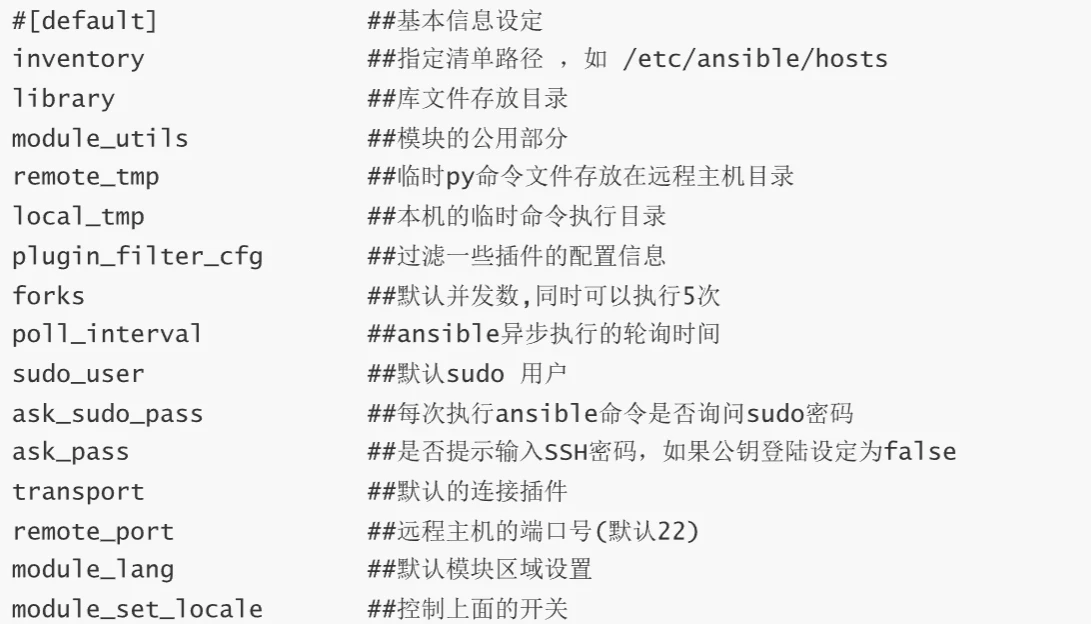 #[default] ##基本信息设定
inventory ##指定清单路径 ，如 /etc/ansible/hosts
library ##库文件存放目录
module_utils ##模块的公用部分
remote_tmp ##临时py命令文件存放在远程主机目录
local_tmp ##本机的临时命令执行目录
plugin_filter_cfg ##过滤一些插件的配置信息
forks ##默认并发数,同时可以执行5次
poll_interval ##ansible异步执行的轮询时间
sudo_user ##默认sudo 用户
ask_sudo_pass ##每次执行ansible命令是否询问sudo密码
ask_pass ##是否提示输入SSH密码，如果公钥登陆设定为false
transport ##默认的连接插件
remote_port ##远程主机的端口号(默认22)
module_lang ##默认模块区域设置
module_set_locale ##控制上面的开关